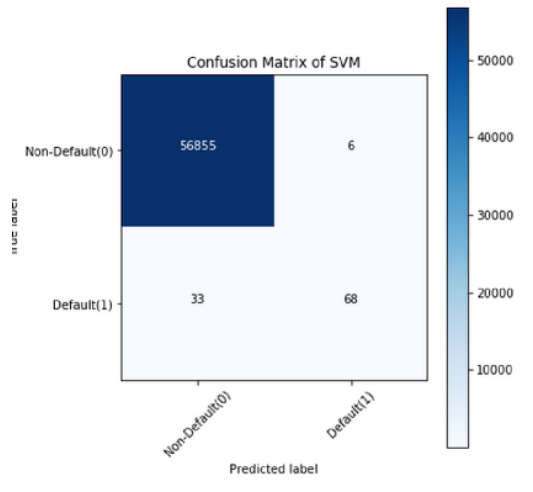 Confusion Matrix of SVM
50000
40000
30000
20000
10000
Non-Default(0)
56855
6
label
Default(1)
33
68
Non-Default(0)
Default(1)
Predicted label